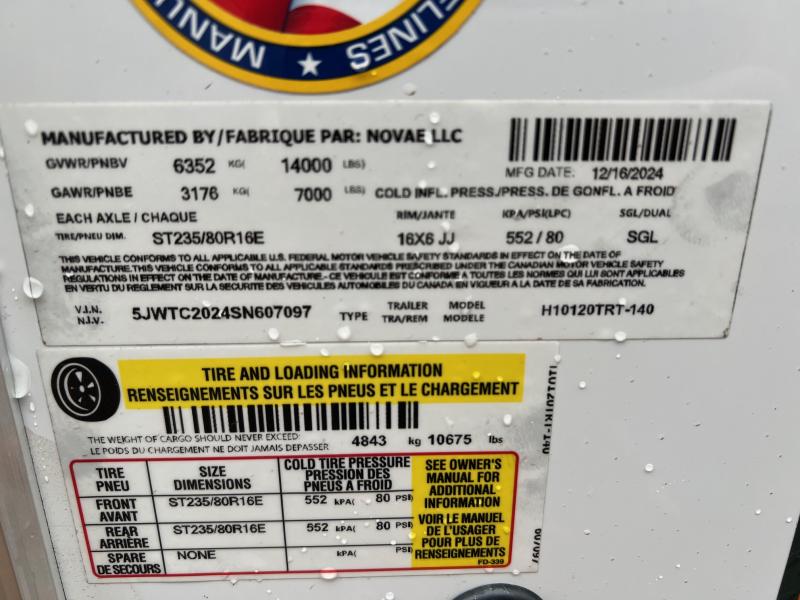 MANUFACTURED BY/FABRIQUE PAR: NOVAE LLC
GVWR/PNBV 6352 KG( 14000 LBS) MFG DATE: 12/16/2024
GAWR/PNBE 3176 KG( 7000 LBS) COLD INFL. PRESS./PRESS. DE GONFL. A FROID
EACH AXLE / CHAQUE RIM/JANTE KPA/PSI(LPC) SGL/DUAL
TIRE/PNEU DIM. ST235/80R16E 16X6 JJ 552 / 80 SGL
THIS VEHICLE CONFORMS TO ALL APPLICABLE U.S. FEDERAL MOTOR VEHICLE SAFETY STANDARDS IN EFFECT ON THE DATE OF
MANUFACTURE.THIS VEHICLE CONFORMS TO ALL APPLICABLE STANDARDS PRESCRIBED UNDER THE CANADIAN MOTOR VEHICLE SAFETY
REGULATIONS IN EFFECT ON THE DATE OF MANUFACTURE.- CE VEHICULE EST CONFORME A TOUTES LES NORMES QUI LUI SONT APPLICABLES
EN VERTU DU REGLEMENT SUR LA SECURITE DES VEHICULES AUTOMOBILES DU CANADA EN VIGUEUR A LA DATE DE SA FABRICATION.
V.I.N. 5JWTC2024SN607097 TYPE TRAILER MODEL H10120TRT-140
N.I.V. TRA/REM MODELE
TIRE AND LOADING INFORMATION
RENSEIGNEMENTS SUR LES PNEUS ET LE CHARGEMENT
THE WEIGHT OF CARGO SHOULD NEVER EXCEED: 4843 kg 10675 lbs
LE POIDS DU CHARGEMENT NE DOIT JAMAIS DEPASSER
TIRE PNEU SIZE DIMENSIONS COLD TIRE PRESSURE PRESSION DES PNEUS A FROID
FRONT AVANT ST235/80R16E 552 kPA( 80 PSI)
REAR ARRIÈRE ST235/80R16E 552 kPA( 80 PSI)
SPARE DE SECOURS NONE kPA( PSI)
SEE OWNER'S
MANUAL FOR
ADDITIONAL
INFORMATION
VOIR LE MANUEL
DE L'USAGER
POUR PLUS DE
RENSEIGNEMENTS
FD-339